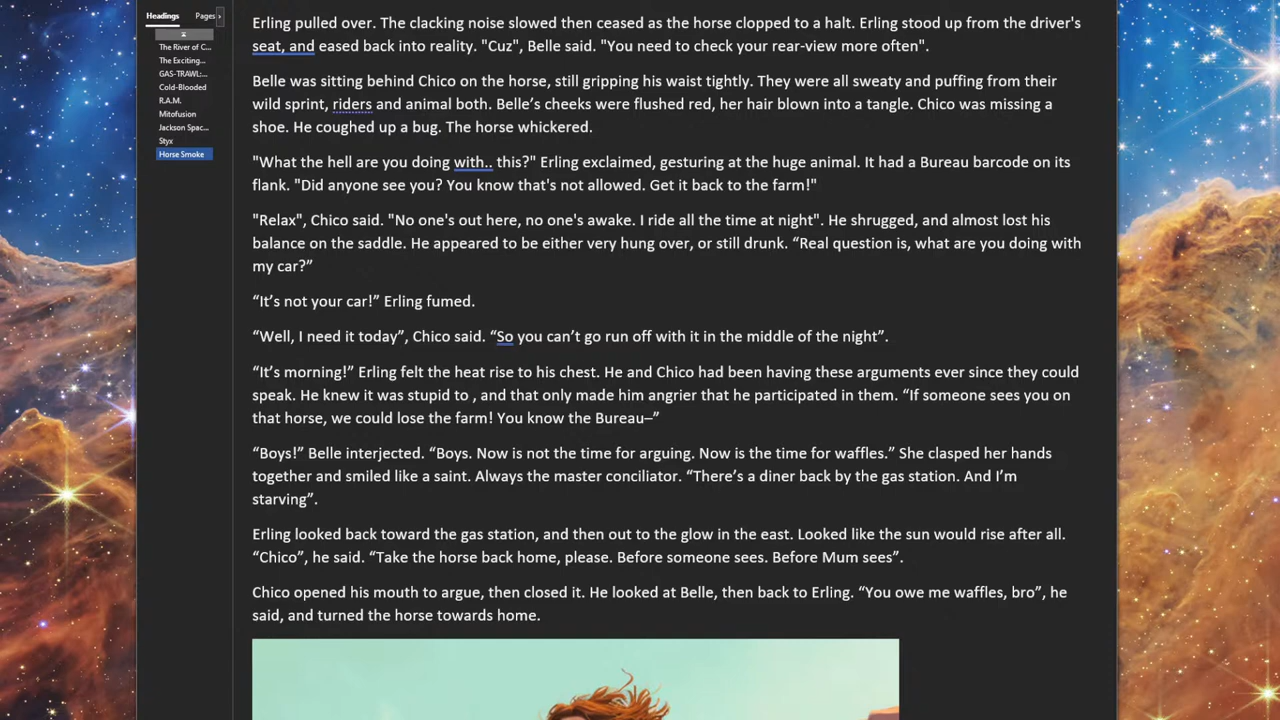 Headings Pages
The River of C...
The Exciting...
GAS-TRAWL:...
Cold-Blooded
R.A.M.
Mitofusion
Jackson Spac...
Styx
Horse Smoke
Erling pulled over. The clacking noise slowed then ceased as the horse clopped to a halt. Erling stood up from the driver's
seat, and eased back into reality. "Cuz", Belle said. "You need to check your rear-view more often".
Belle was sitting behind Chico on the horse, still gripping his waist tightly. They were all sweaty and puffing from their
wild sprint, riders and animal both. Belle’s cheeks were flushed red, her hair blown into a tangle. Chico was missing a
shoe. He coughed up a bug. The horse whickered.
"What the hell are you doing with.. this?" Erling exclaimed, gesturing at the huge animal. It had a Bureau barcode on its
flank. "Did anyone see you? You know that's not allowed. Get it back to the farm!"
"Relax", Chico said. "No one's out here, no one's awake. I ride all the time at night". He shrugged, and almost lost his
balance on the saddle. He appeared to be either very hung over, or still drunk. “Real question is, what are you doing with
my car?”
“It’s not your car!” Erling fumed.
“Well, I need it today”, Chico said. “So you can’t go run off with it in the middle of the night”.
“It’s morning!” Erling felt the heat rise to his chest. He and Chico had been having these arguments ever since they could
speak. He knew it was stupid to , and that only made him angrier that he participated in them. “If someone sees you on
that horse, we could lose the farm! You know the Bureau–”
“Boys!” Belle interjected. “Boys. Now is not the time for arguing. Now is the time for waffles.” She clasped her hands
together and smiled like a saint. Always the master conciliator. “There’s a diner back by the gas station. And I’m
starving”.
Erling looked back toward the gas station, and then out to the glow in the east. Looked like the sun would rise after all.
“Chico”, he said. “Take the horse back home, please. Before someone sees. Before Mum sees”.
Chico opened his mouth to argue, then closed it. He looked at Belle, then back to Erling. “You owe me waffles, bro”, he
said, and turned the horse towards home.